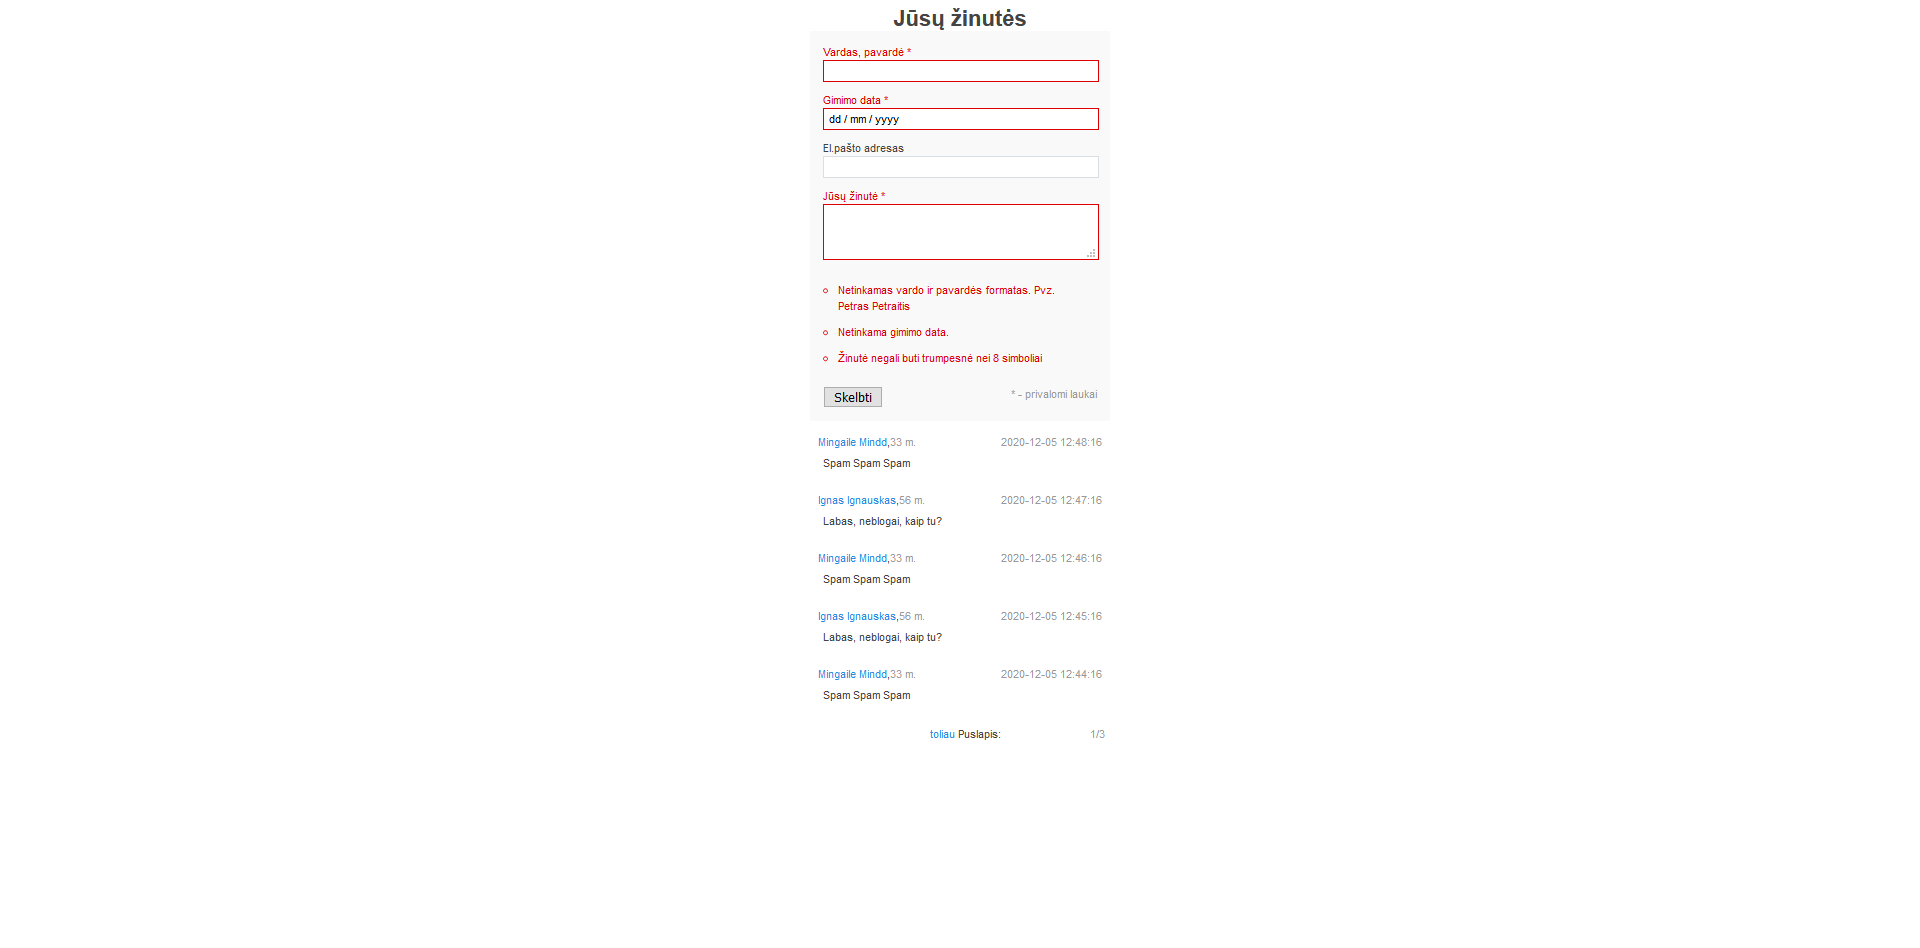 Jūsų žinutės
Vardas, pavardė *
Gimimo data *
dd / mm / yyyy
El.pašto adresas
Jūsų žinutė *
Netinkamas vardo ir pavardės formatas. Pvz.
Petras Petraitis
Netinkama gimimo data.
Žinutė negali buti trumpesnė nei 8 simboliai
Skelbti * - privalomi laukai
Mingaile Mindd,33 m. 2020-12-05 12:48:16
Spam Spam Spam
Ignas Ignauskas,56 m. 2020-12-05 12:47:16
Labas, neblogai, kaip tu?
Mingaile Mindd,33 m. 2020-12-05 12:46:16
Spam Spam Spam
Ignas Ignauskas,56 m. 2020-12-05 12:45:16
Labas, neblogai, kaip tu?
Mingaile Mindd,33 m. 2020-12-05 12:44:16
Spam Spam Spam
toliau Puslapis: 1/3